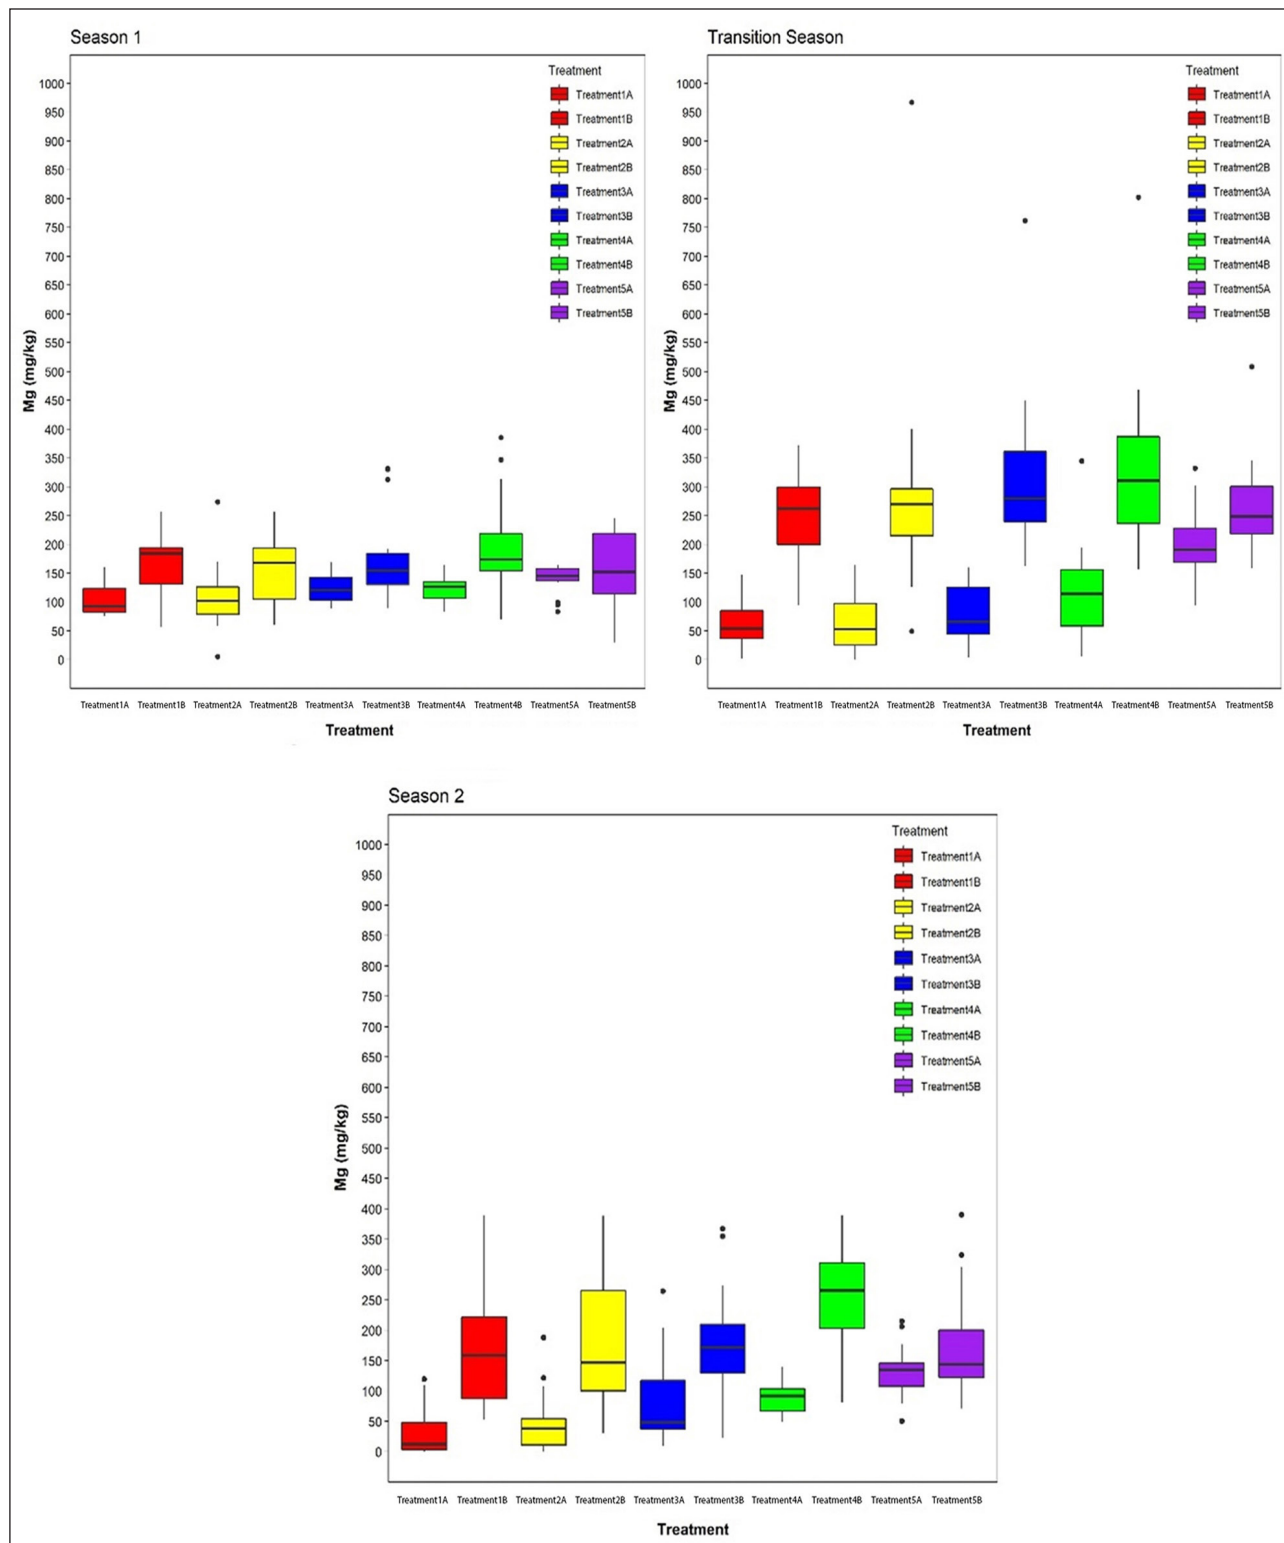 Season 1
Treatment
Treatment1A
Treatment1B
Treatment2A
Treatment2B
Treatment3A
Treatment3B
Treatment4A
Treatment4B
Treatment5A
Treatment5B
1000
950
900
850
800
750
700
650
600
550
500
450
400
350
300
250
200
150
100
50
0
Mg (mg/kg)
Treatment1A Treatment1B Treatment2A Treatment2B Treatment3A Treatment3B Treatment4A Treatment4B Treatment5A Treatment5B
Treatment
Transition Season
Treatment
Treatment1A
Treatment1B
Treatment2A
Treatment2B
Treatment3A
Treatment3B
Treatment4A
Treatment4B
Treatment5A
Treatment5B
1000
950
900
850
800
750
700
650
600
550
500
450
400
350
300
250
200
150
100
50
0
Mg (mg/kg)
Treatment1A Treatment1B Treatment2A Treatment2B Treatment3A Treatment3B Treatment4A Treatment4B Treatment5A Treatment5B
Treatment
Season 2
Treatment
Treatment1A
Treatment1B
Treatment2A
Treatment2B
Treatment3A
Treatment3B
Treatment4A
Treatment4B
Treatment5A
Treatment5B
1000
950
900
850
800
750
700
650
600
550
500
450
400
350
300
250
200
150
100
50
0
Mg (mg/kg)
Treatment1A Treatment1B Treatment2A Treatment2B Treatment3A Treatment3B Treatment4A Treatment4B Treatment5A Treatment5B
Treatment